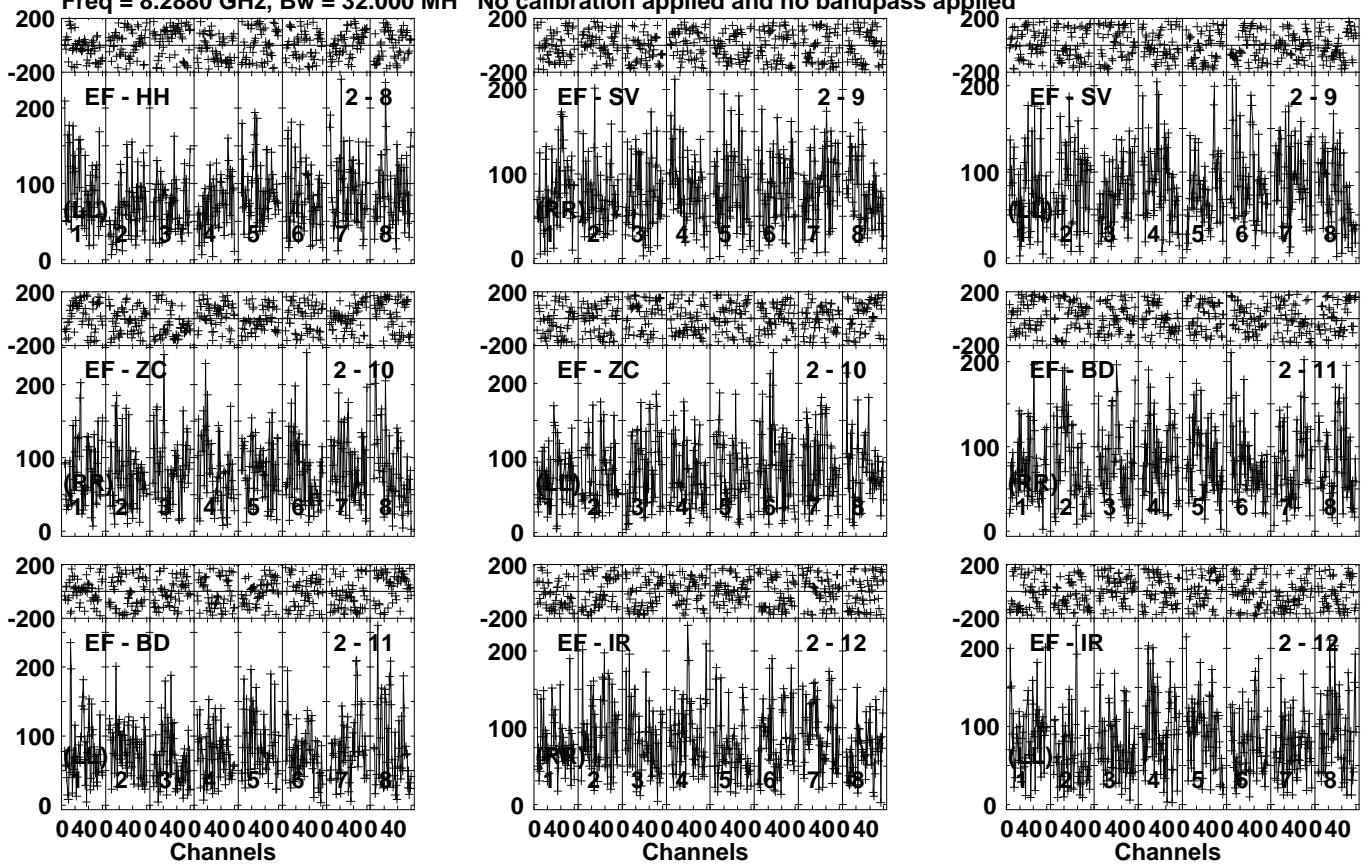 Freq = 8.2880 GHz, Bw = 32.000 MH No calibration applied and no bandpass applied
200 200 200
-200 -200 -200
EF - HH 2 - 8 EF - SV 2 - 9 EF - SV 2 - 9
200 200 200
100 100 100
(LL) (RR) (LL)
1 2 3 4 5 6 7 8 1 2 3 4 5 6 7 8 1 2 3 4 5 6 7 8
0 0 0
200 200 200
-200 -200 -200
EF - ZC 2 - 10 EF - ZC 2 - 10 EF - BD 2 - 11
200 200 200
100 100 100
(RR) (LL) (RR)
1 2 3 4 5 6 7 8 1 2 3 4 5 6 7 8 1 2 3 4 5 6 7 8
0 0 0
200 200 200
-200 -200 -200
EF - BD 2 - 11 EF - IR 2 - 12 EF - IR 2 - 12
200 200 200
100 100 100
(LL) (RR) (LL)
1 2 3 4 5 6 7 8 1 2 3 4 5 6 7 8 1 2 3 4 5 6 7 8
0 0 0
0 40 0 40 0 40 0 40 0 40 0 40 0 40 0 40 0 40 0 40 0 40 0 40 0 40 0 40 0 40 0 40 0 40 0 40 0 40 0 40 0 40 0 40 0 40 0 40
Channels Channels Channels